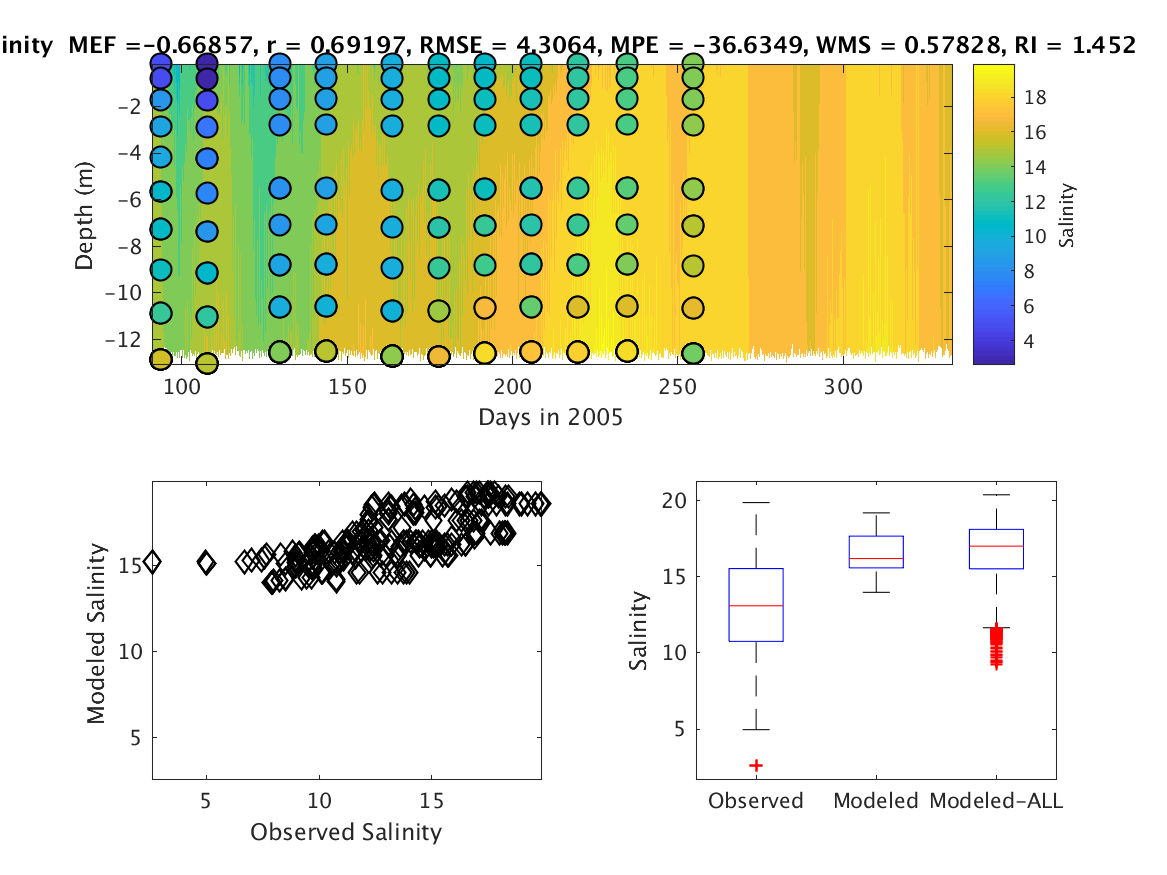 inity MEF =-0.66857, r = 0.69197, RMSE = 4.3064, MPE = -36.6349, WMS = 0.57828, RI = 1.452
-2
-4
-6
-8
-10
-12
Depth (m)
100 150 200 250 300
Days in 2005
18
16
14
12
10
8
6
4
Salinity
15
10
5
Modeled Salinity
5 10 15
Observed Salinity
20
15
10
5
Salinity
Observed Modeled Modeled-ALL